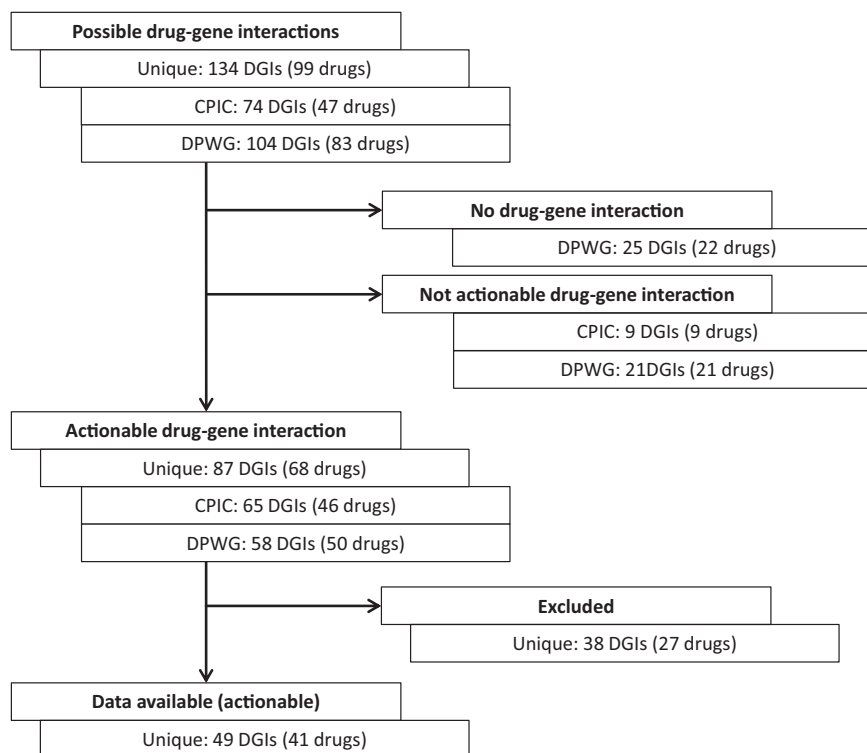 Possible drug-gene interactions
Unique: 134 DGIs (99 drugs)
CPIC: 74 DGIs (47 drugs)
DPWG: 104 DGIs (83 drugs)
No drug-gene interaction
DPWG: 25 DGIs (22 drugs)
Not actionable drug-gene interaction
CPIC: 9 DGIs (9 drugs)
DPWG: 21DGIs (21 drugs)
Actionable drug-gene interaction
Unique: 87 DGIs (68 drugs)
CPIC: 65 DGIs (46 drugs)
DPWG: 58 DGIs (50 drugs)
Excluded
Unique: 38 DGIs (27 drugs)
Data available (actionable)
Unique: 49 DGIs (41 drugs)